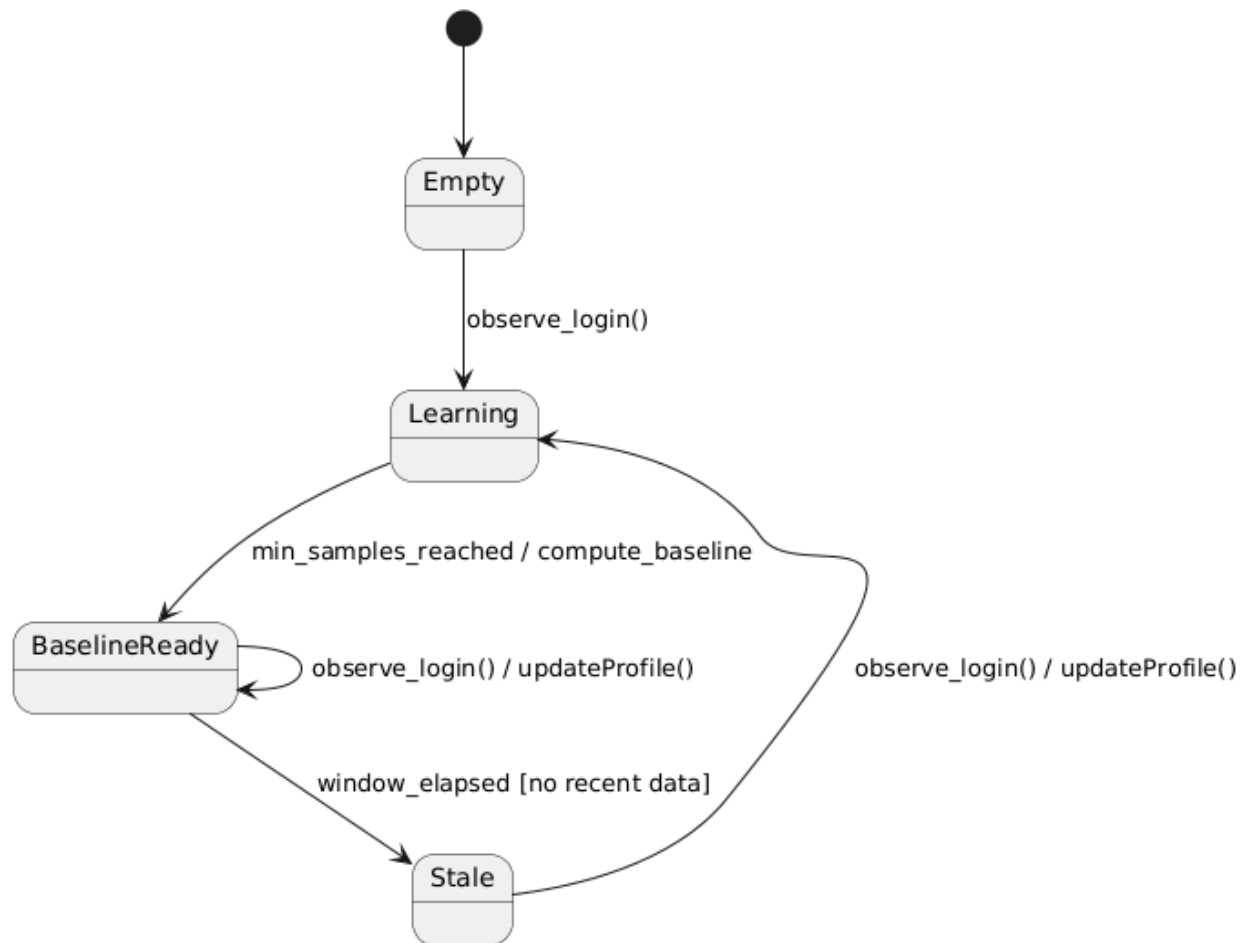 Empty
observe_login()
Learning
min_samples_reached / compute_baseline
BaselineReady
observe_login() / updateProfile()
observe_login() / updateProfile()
window_elapsed [no recent data]
Stale